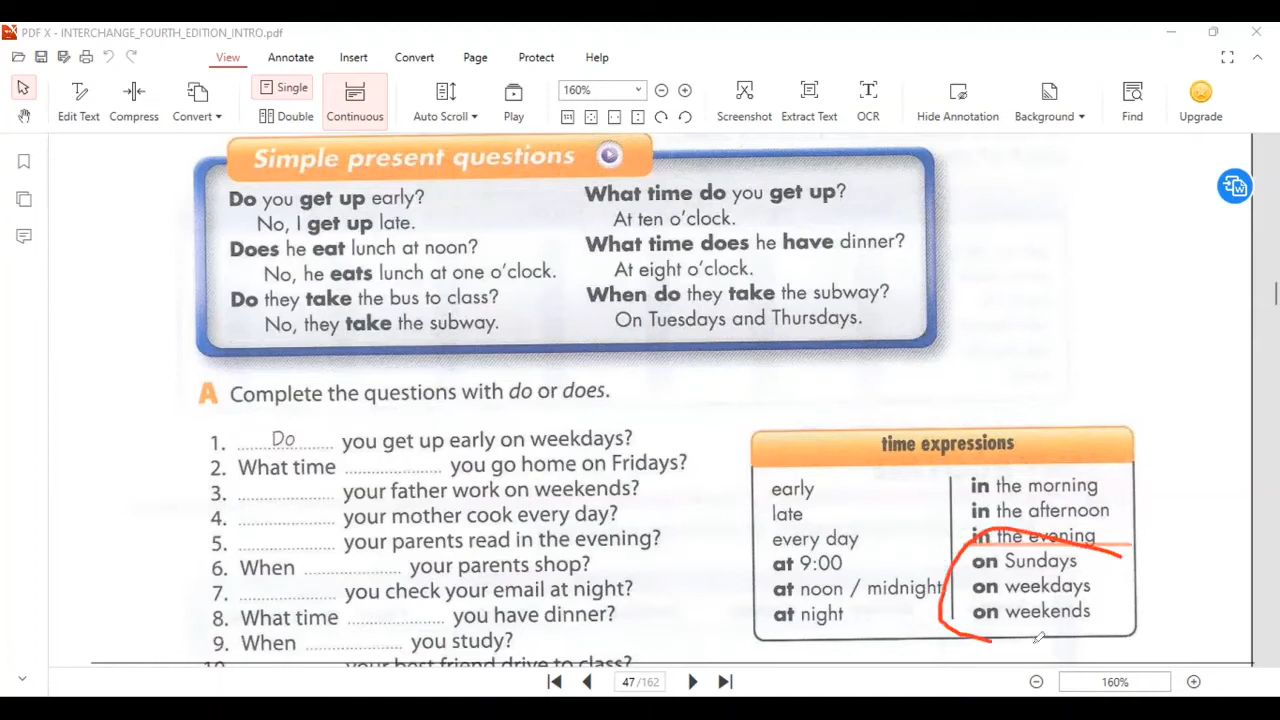 PDF X - INTERCHANGE_FOURTH_EDITION_INTRO.pdf
View Annotate Insert Convert Page Protect Help
Edit Text Compress Convert Single Double Continuous Auto Scroll Play 160% Screenshot Extract Text OCR Hide Annotation Background Find Upgrade
Simple present questions
Do you get up early?
No, I get up late.
Does he eat lunch at noon?
No, he eats lunch at one o'clock.
Do they take the bus to class?
No, they take the subway.
What time do you get up?
At ten o'clock.
What time does he have dinner?
At eight o'clock.
When do they take the subway?
On Tuesdays and Thursdays.
A Complete the questions with do or does.
1. Do you get up early on weekdays?
2. What time ............ you go home on Fridays?
3. ............ your father work on weekends?
4. ............ your mother cook every day?
5. ............ your parents read in the evening?
6. When ............ your parents shop?
7. ............ you check your email at night?
8. What time ............ you have dinner?
9. When ............ you study?
10. ............ your best friend drive to class?
time expressions
early
late
every day
at 9:00
at noon / midnight
at night
in the morning
in the afternoon
in the evening
on Sundays
on weekdays
on weekends
47 /162
160%